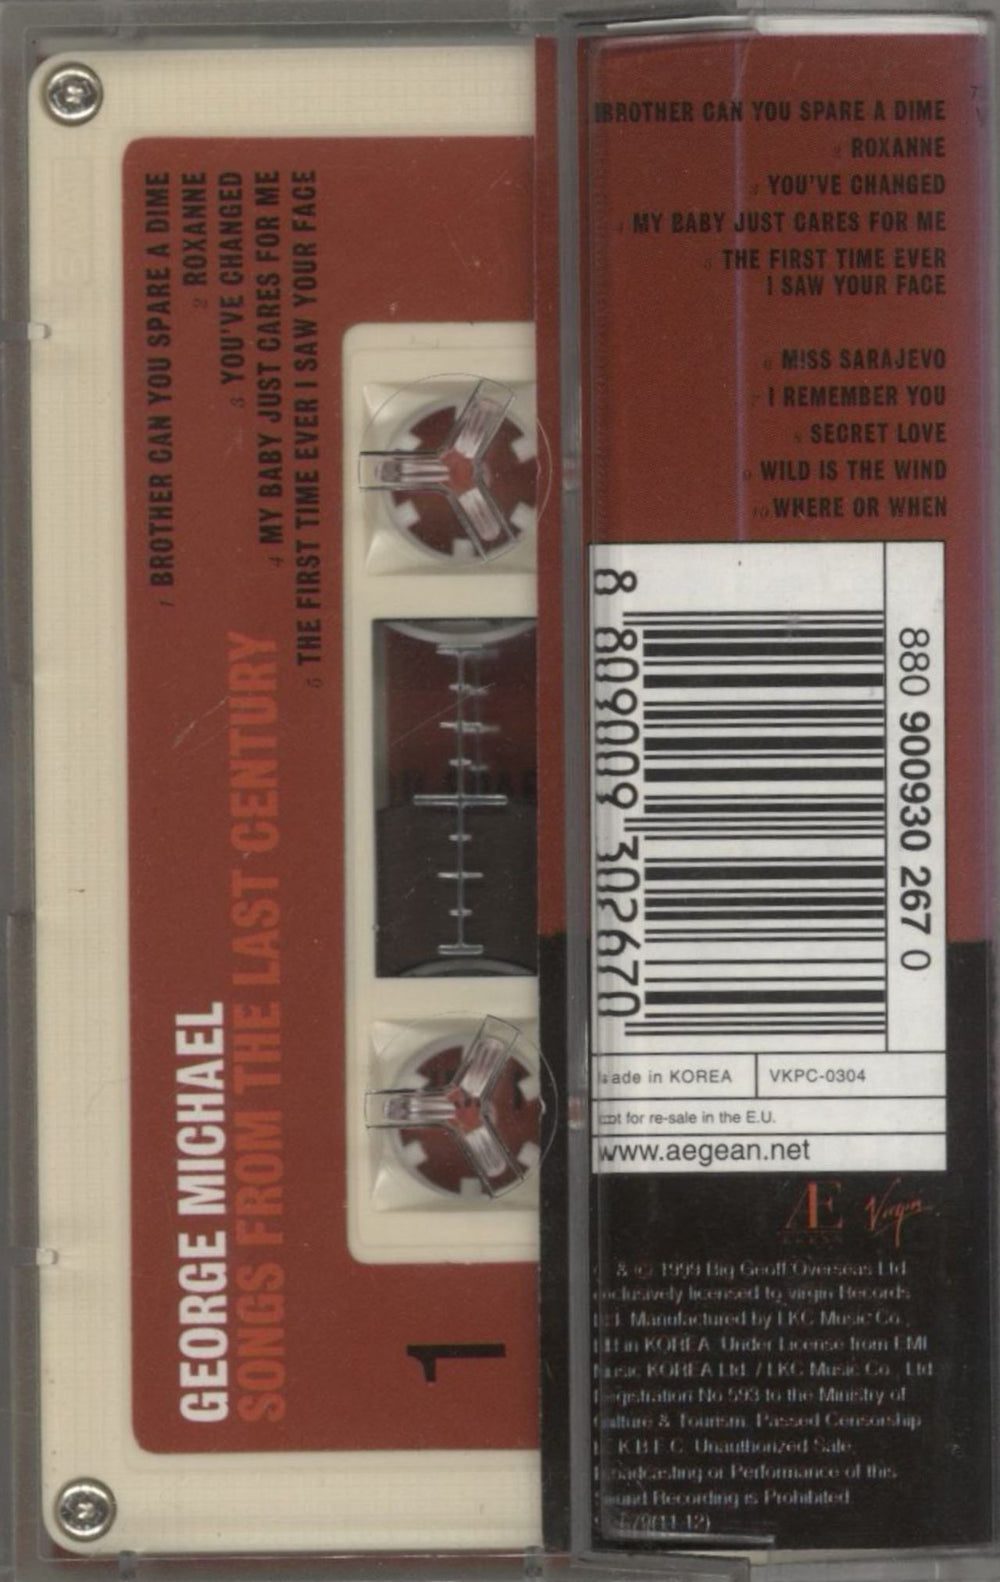 1 BROTHER CAN YOU SPARE A DIME
2 ROXANNE
3 YOU'VE CHANGED
4 MY BABY JUST CARES FOR ME
5 THE FIRST TIME EVER I SAW YOUR FACE
GEORGE MICHAEL
SONGS FROM THE LAST CENTURY
1
BROTHER CAN YOU SPARE A DIME
2 ROXANNE
3 YOU'VE CHANGED
4 MY BABY JUST CARES FOR ME
5 THE FIRST TIME EVER
I SAW YOUR FACE
6 MISS SARAJEVO
7 I REMEMBER YOU
8 SECRET LOVE
9 WILD IS THE WIND
10 WHERE OR WHEN
8 809009 302670
880 900930 267 0
in KOREA
VKPC-0304
for re-sale in the E.U.
www.aegean.net
Æ
Virgin
& © 1999 Big Geoff Overseas Ltd
exclusively licensed to virgin Records
Manufactured by LKC Music Co.,
in KOREA Under License from EMI
Music KOREA Ltd. / LKC Music Co., Ltd
Registration No 593 to the Ministry of
Culture & Tourism. Passed Censorship
Unauthorized Sale,
Broadcasting or Performance of this
Sound Recording is Prohibited